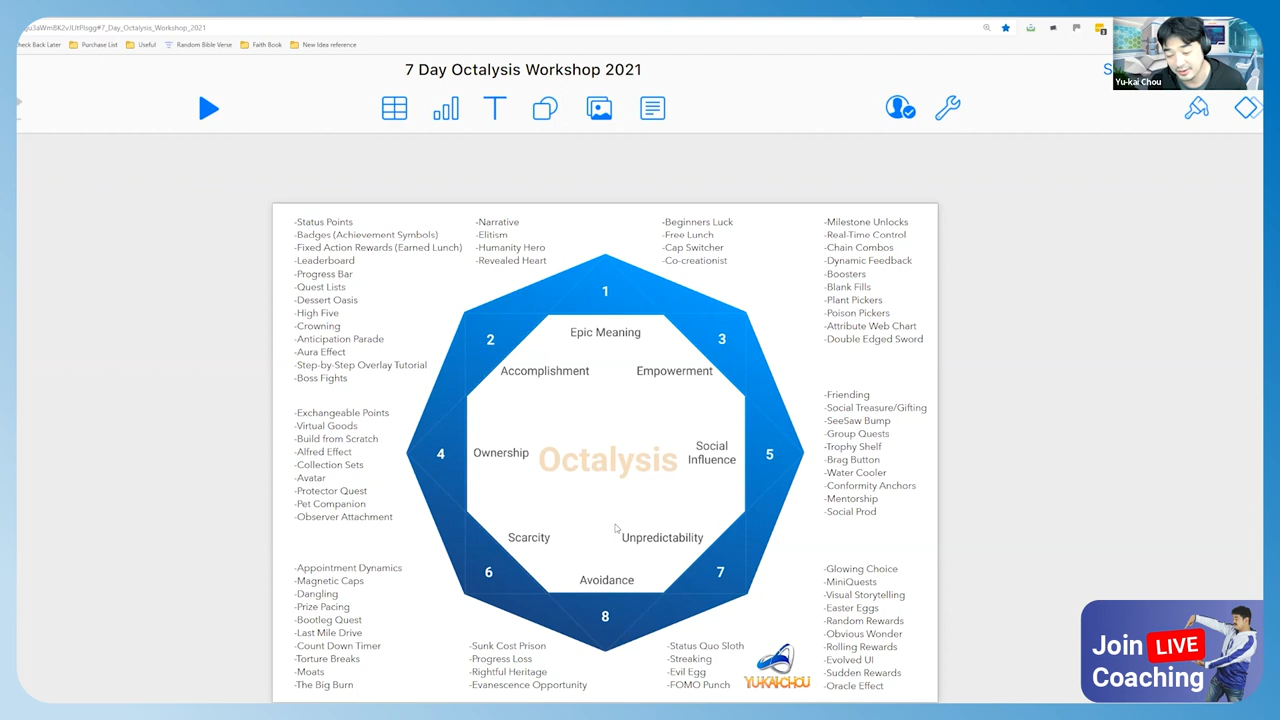 ju3aWmBK2vJUtPlsgg#7_Day_Octalysis_Workshop_2021
heck Back Later
Purchase List
Useful
Random Bible Verse
Faith Book
New Idea reference
7 Day Octalysis Workshop 2021
Yu-kai Chou
-Status Points
-Badges (Achievement Symbols)
-Fixed Action Rewards (Earned Lunch)
-Leaderboard
-Progress Bar
-Quest Lists
-Dessert Oasis
-High Five
-Crowning
-Anticipation Parade
-Aura Effect
-Step-by-Step Overlay Tutorial
-Boss Fights
-Narrative
-Elitism
-Humanity Hero
-Revealed Heart
-Beginners Luck
-Free Lunch
-Cap Switcher
-Co-creationist
-Milestone Unlocks
-Real-Time Control
-Chain Combos
-Dynamic Feedback
-Boosters
-Blank Fills
-Plant Pickers
-Poison Pickers
-Attribute Web Chart
-Double Edged Sword
1
2
3
Epic Meaning
Accomplishment
Empowerment
-Exchangeable Points
-Virtual Goods
-Build from Scratch
-Alfred Effect
-Collection Sets
-Avatar
-Protector Quest
-Pet Companion
-Observer Attachment
4
Ownership
Octalysis
Social
Influence
5
-Friending
-Social Treasure/Gifting
-SeeSaw Bump
-Group Quests
-Trophy Shelf
-Brag Button
-Water Cooler
-Conformity Anchors
-Mentorship
-Social Prod
Scarcity
Unpredictability
Avoidance
6
7
8
-Appointment Dynamics
-Magnetic Caps
-Dangling
-Prize Pacing
-Bootleg Quest
-Last Mile Drive
-Count Down Timer
-Torture Breaks
-Moats
-The Big Burn
-Sunk Cost Prison
-Progress Loss
-Rightful Heritage
-Evanescence Opportunity
-Status Quo Sloth
-Streaking
-Evil Egg
-FOMO Punch
YU-KAI CHOU
-Glowing Choice
-MiniQuests
-Visual Storytelling
-Easter Eggs
-Random Rewards
-Obvious Wonder
-Rolling Rewards
-Evolved UI
-Sudden Rewards
-Oracle Effect
Join LIVE
Coaching